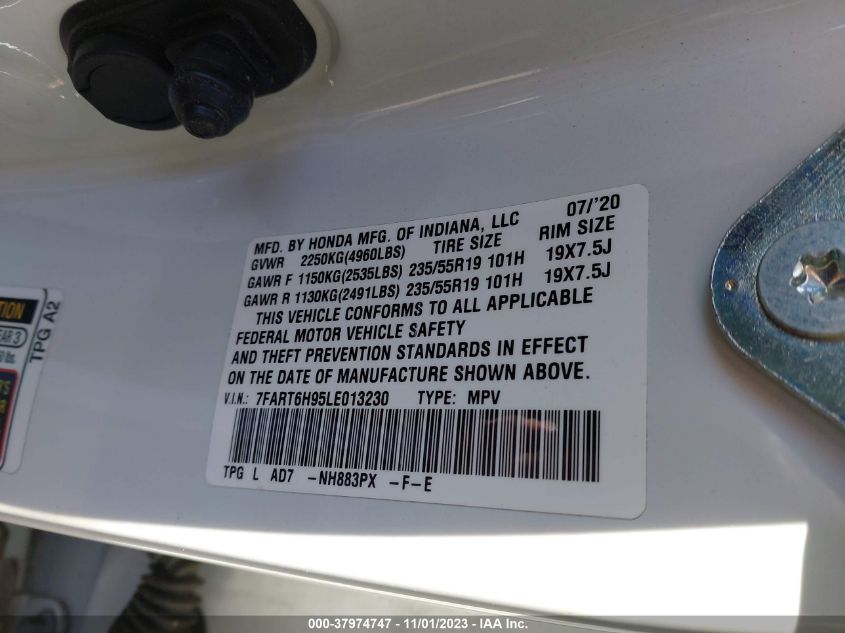 MFD. BY HONDA MFG. OF INDIANA, LLC 07/'20
GVWR 2250KG(4960LBS) TIRE SIZE RIM SIZE
GAWR F 1150KG(2535LBS) 235/55R19 101H 19X7.5J
GAWR R 1130KG(2491LBS) 235/55R19 101H 19X7.5J
THIS VEHICLE CONFORMS TO ALL APPLICABLE
FEDERAL MOTOR VEHICLE SAFETY
AND THEFT PREVENTION STANDARDS IN EFFECT
ON THE DATE OF MANUFACTURE SHOWN ABOVE.
V.I.N.: 7FART6H95LE013230 TYPE: MPV
TPG L AD7 -NH883PX -F-E
TPG A2
000-37974747 - 11/01/2023 - IAA Inc.